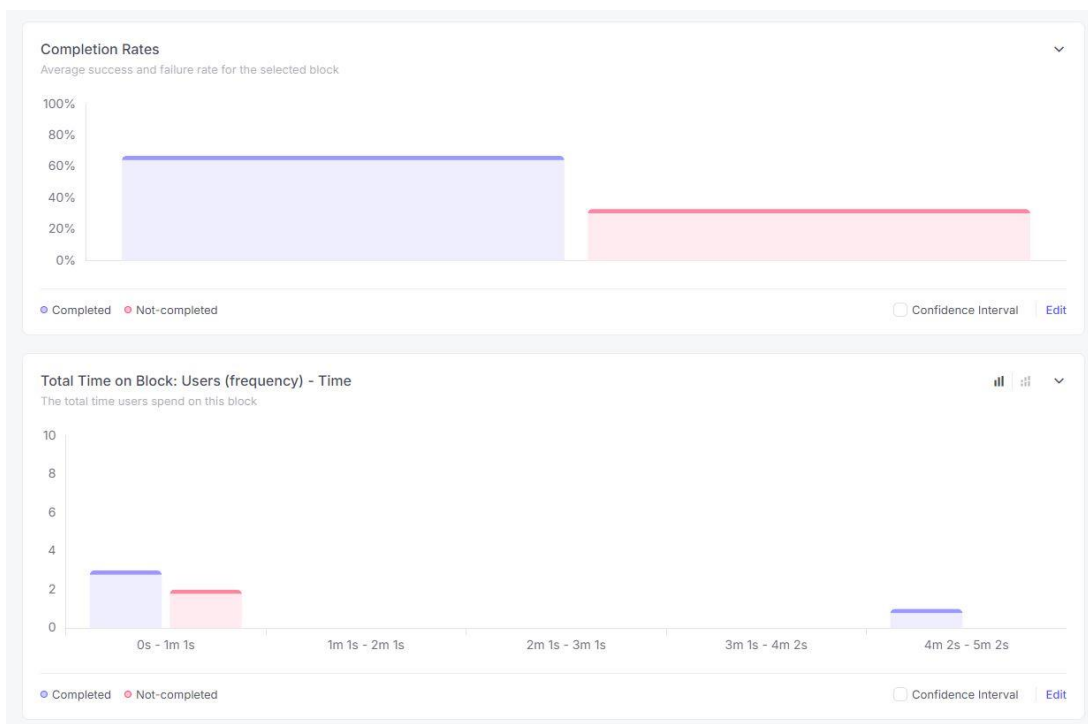 Completion Rates
Average success and failure rate for the selected block
100%
80%
60%
40%
20%
0%
Completed Not-completed
Confidence Interval Edit
Total Time on Block: Users (frequency) - Time
The total time users spend on this block
10
8
6
4
2
0
0s - 1m 1s 1m 1s - 2m 1s 2m 1s - 3m 1s 3m 1s - 4m 2s 4m 2s - 5m 2s
Completed Not-completed
Confidence Interval Edit